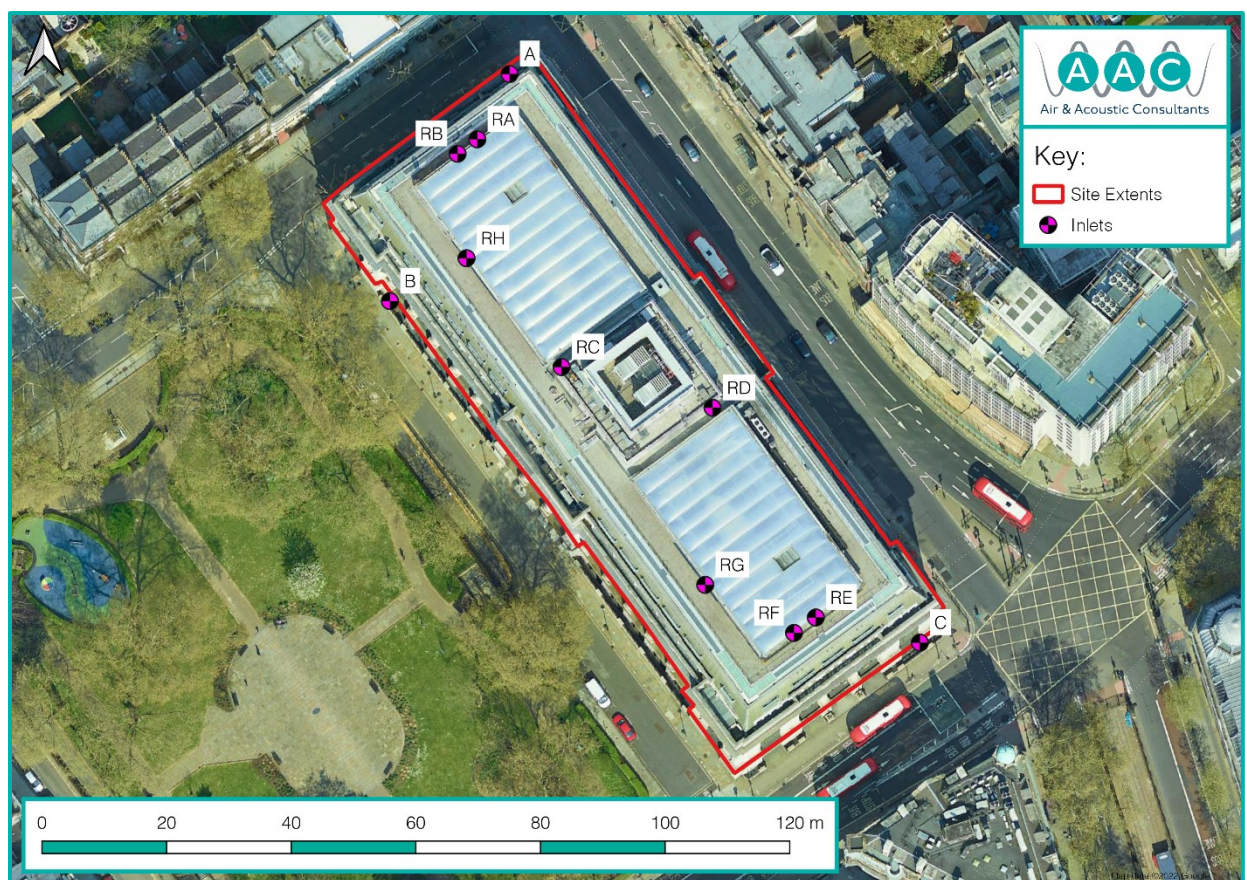 A
RA
RB
RH
B
RC
RD
RG
RE
RF
C
AAC
Air & Acoustic Consultants
Key:
Site Extents
Inlets
0 20 40 60 80 100 120 m